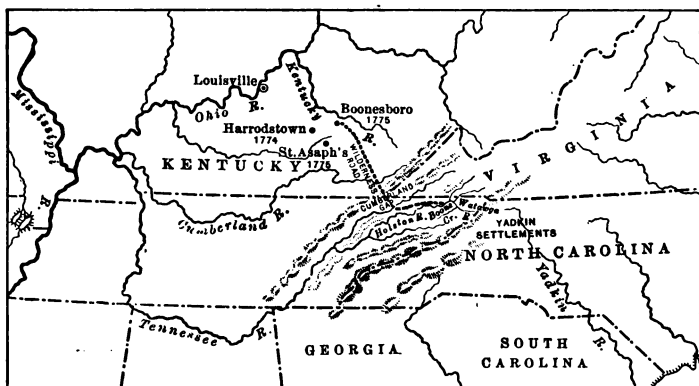 Mississippi
R.
Louisville
Ohio R.
Kentucky
R.
Boonesboro
1775
Harrodstown
1774
St. Asaph's
1775
KENTUCKY
WILDERNESS
ROAD
CUMBERLAND
GAP
VIRGINIA
Cumberland R.
Holston R.
Boone
Cr.
Watauga
R.
YADKIN
SETTLEMENTS
NORTH CAROLINA
Yadkin
R.
Tennessee R.
GEORGIA
SOUTH
CAROLINA